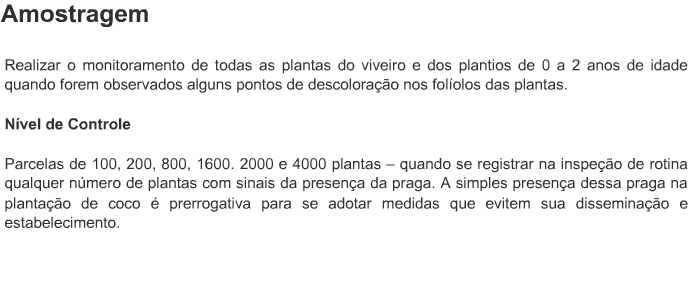 Amostragem
Realizar o monitoramento de todas as plantas do viveiro e dos plantios de 0 a 2 anos de idade
quando forem observados alguns pontos de descoloração nos folíolos das plantas.
Nível de Controle
Parcelas de 100, 200, 800, 1600. 2000 e 4000 plantas – quando se registrar na inspeção de rotina
qualquer número de plantas com sinais da presença da praga. A simples presença dessa praga na
plantação de coco é prerrogativa para se adotar medidas que evitem sua disseminação e
estabelecimento.